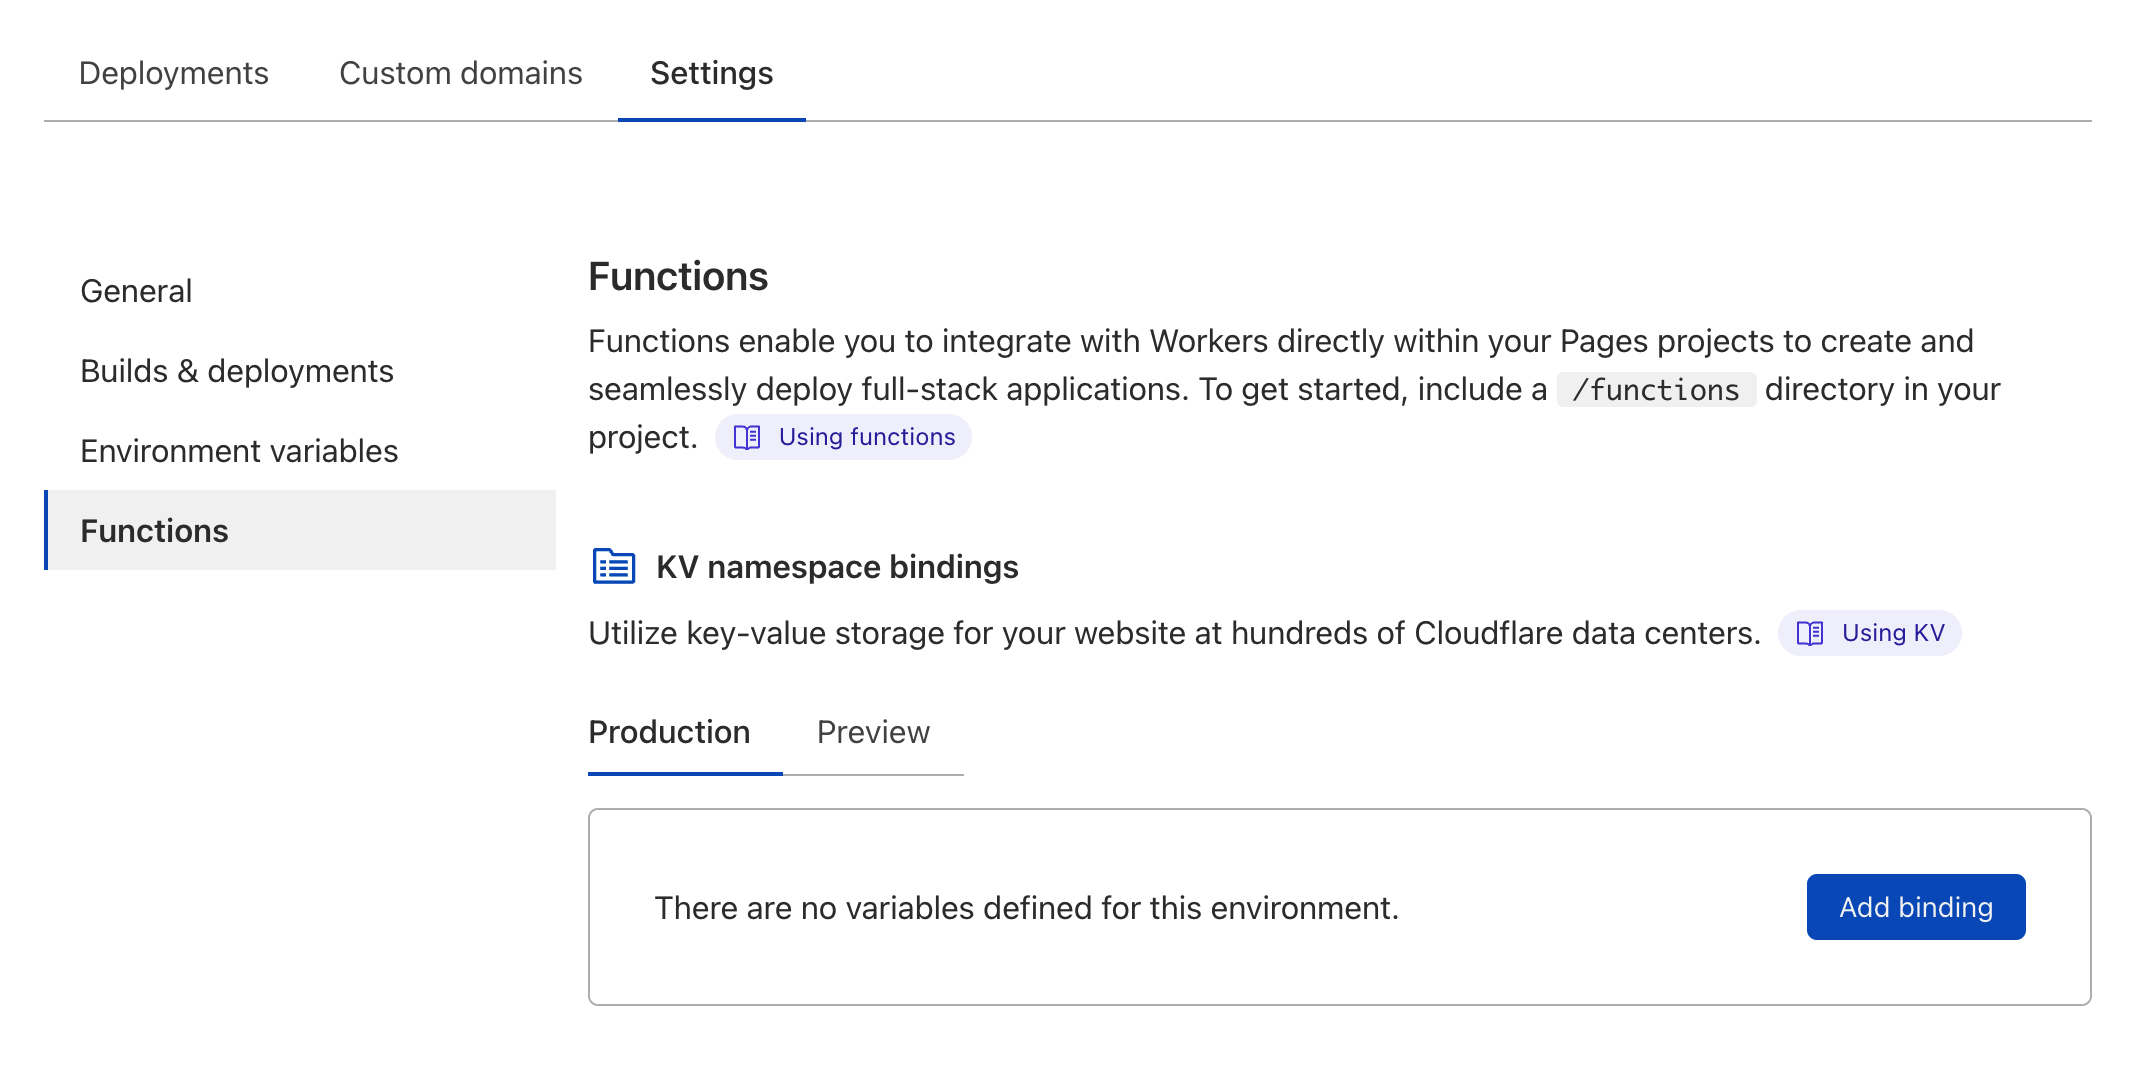 Deployments Custom domains Settings
General
Builds & deployments
Environment variables
Functions
Functions
Functions enable you to integrate with Workers directly within your Pages projects to create and
seamlessly deploy full-stack applications. To get started, include a /functions directory in your
project. Using functions
KV namespace bindings
Utilize key-value storage for your website at hundreds of Cloudflare data centers. Using KV
Production Preview
There are no variables defined for this environment. Add binding